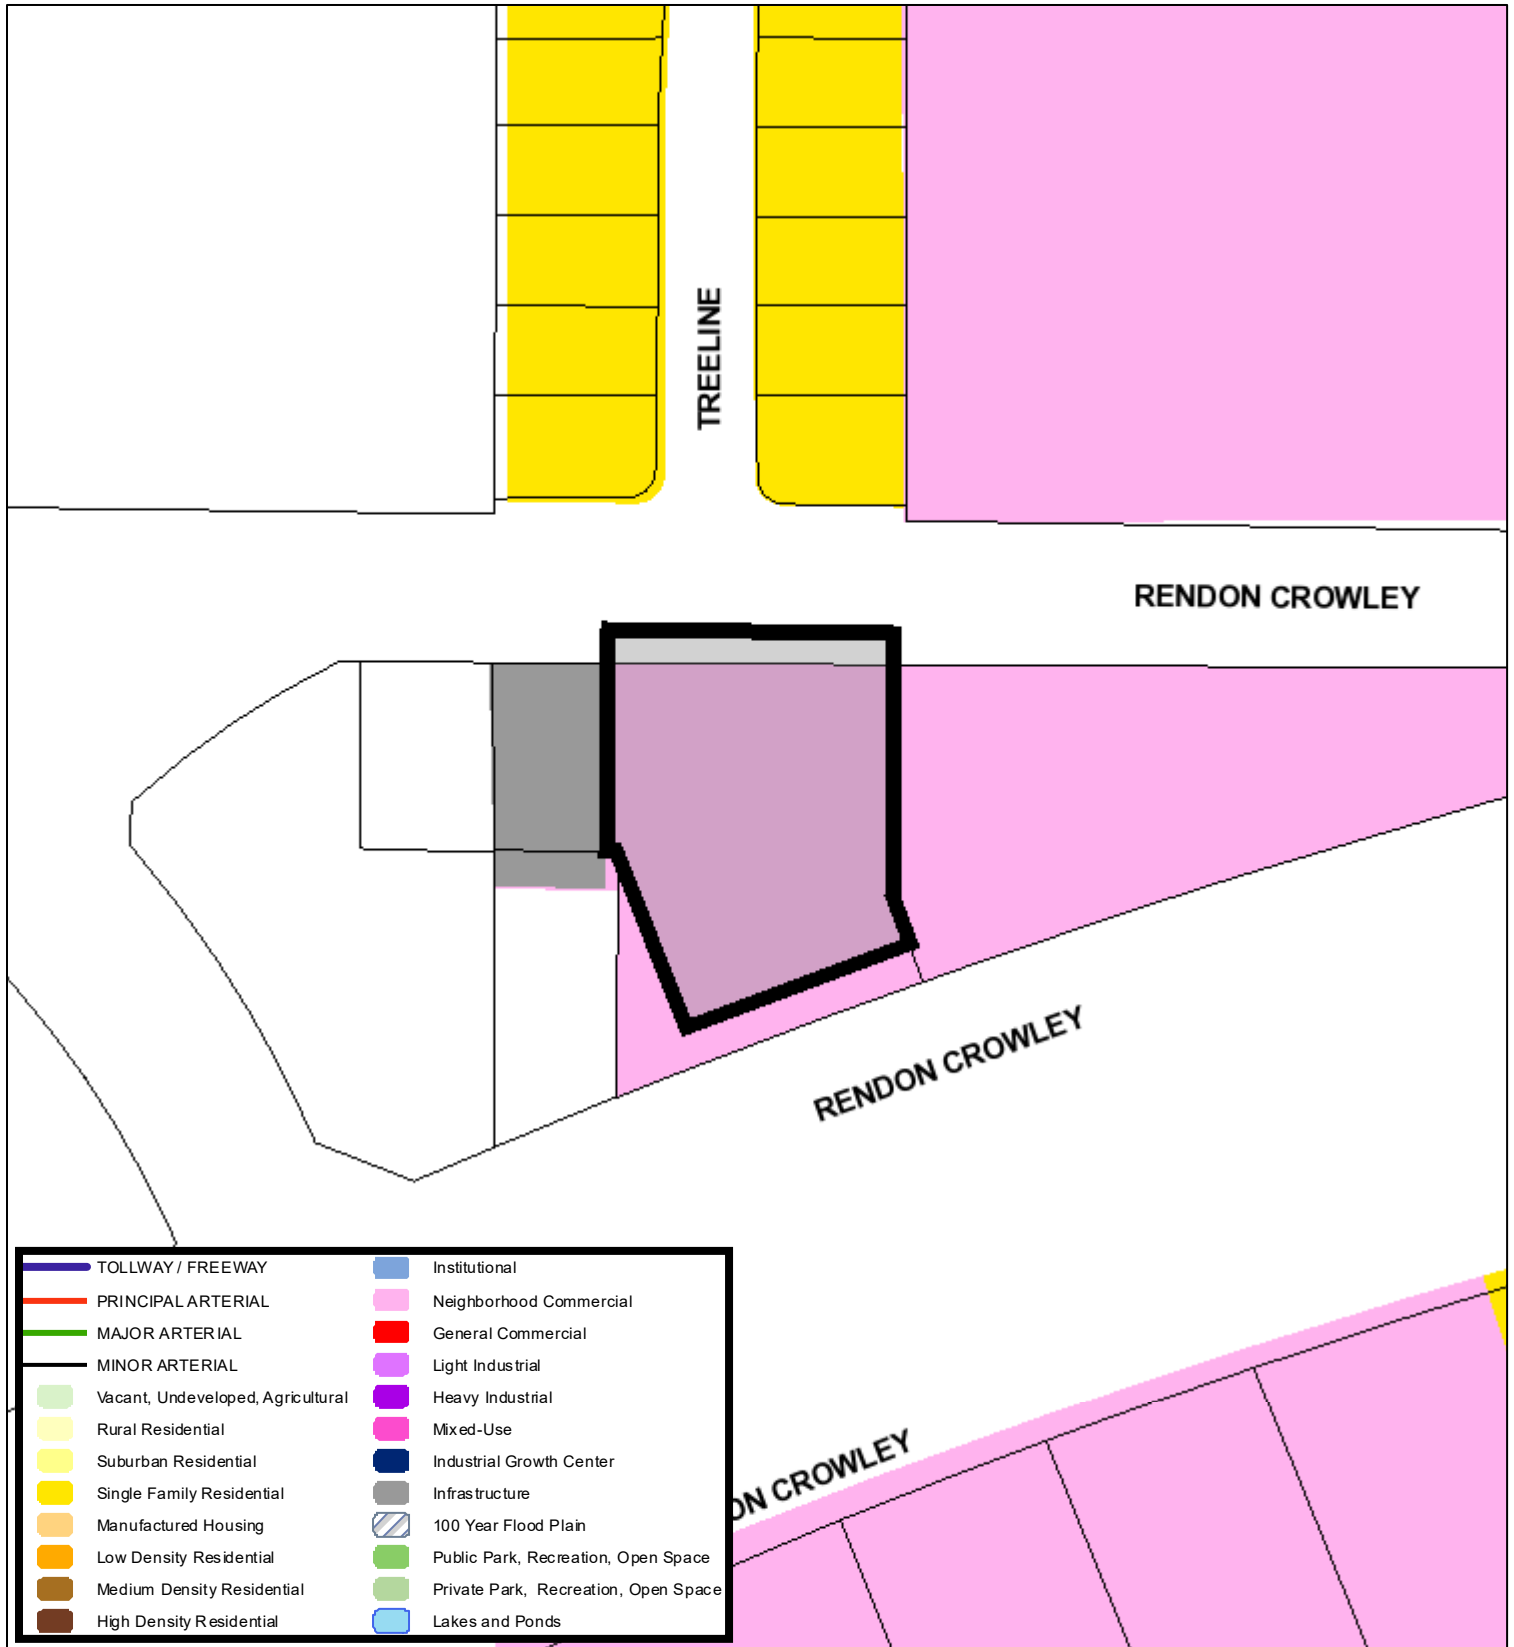 TREELINE
RENDON CROWLEY
RENDON CROWLEY
ON CROWLEY
TOLLWAY / FREEWAY
PRINCIPAL ARTERIAL
MAJOR ARTERIAL
MINOR ARTERIAL
Vacant, Undeveloped, Agricultural
Rural Residential
Suburban Residential
Single Family Residential
Manufactured Housing
Low Density Residential
Medium Density Residential
High Density Residential
Institutional
Neighborhood Commercial
General Commercial
Light Industrial
Heavy Industrial
Mixed-Use
Industrial Growth Center
Infrastructure
100 Year Flood Plain
Public Park, Recreation, Open Space
Private Park, Recreation, Open Space
Lakes and Ponds